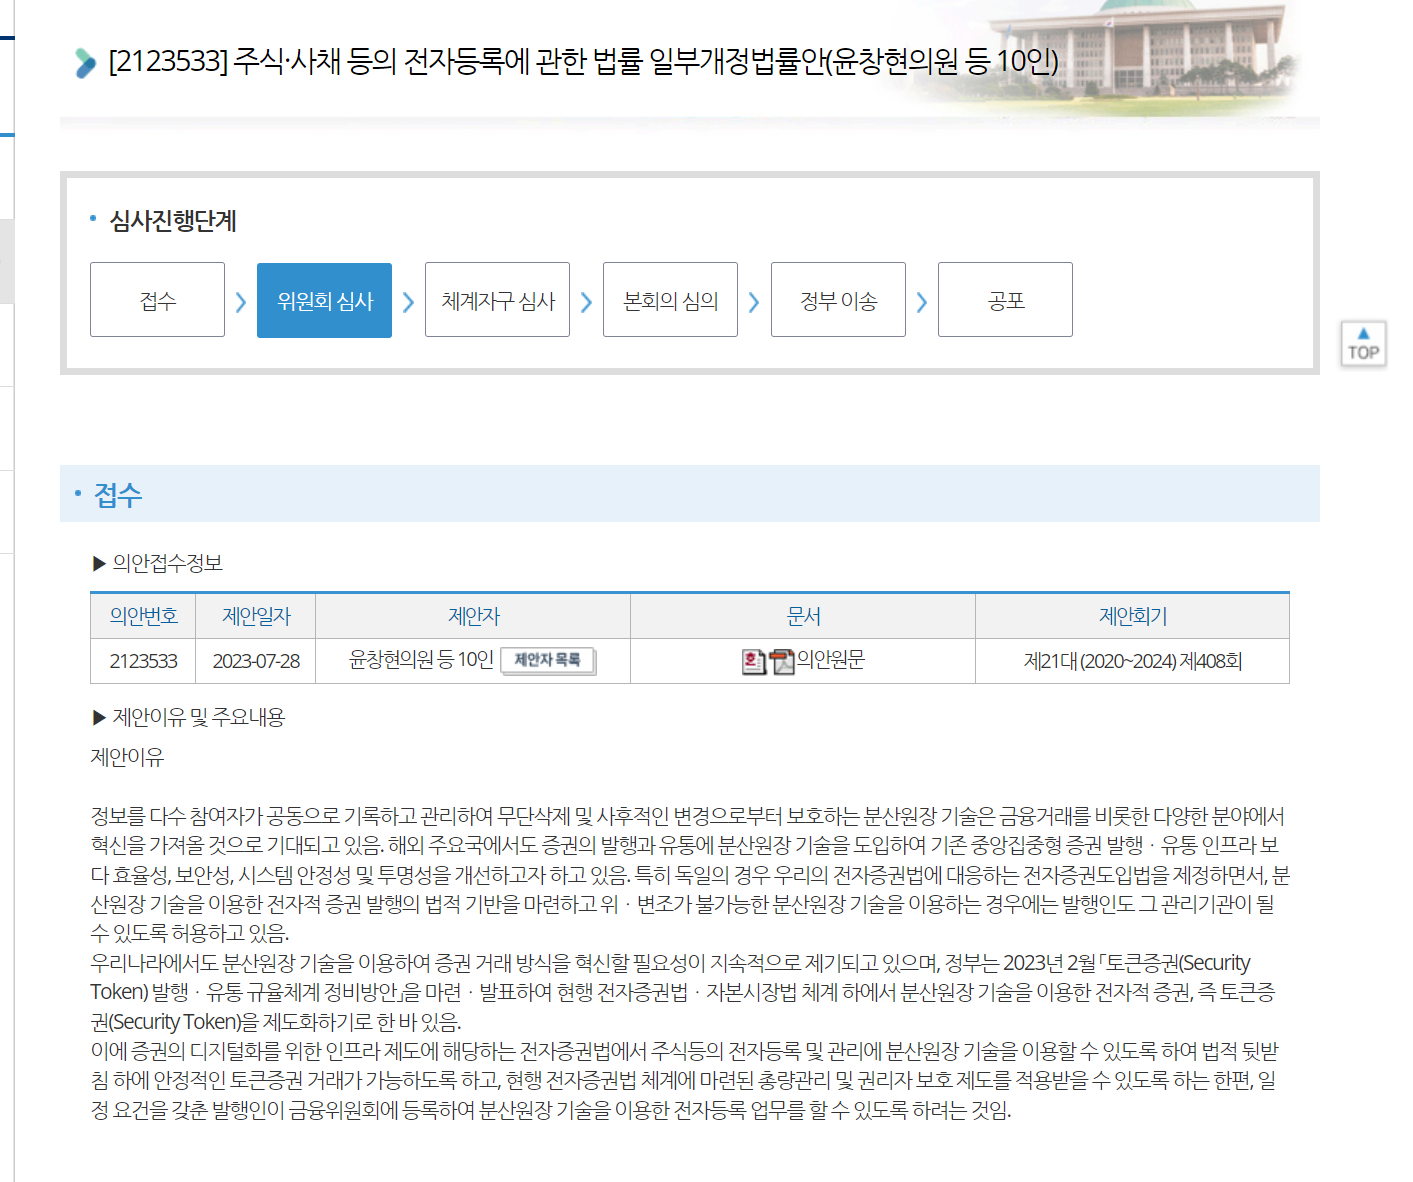 [2123533] 주식·사채 등의 전자등록에 관한 법률 일부개정법률안(윤창현의원 등 10인)
심사진행단계
접수
위원회 심사
체계자구 심사
본회의 심의
정부 이송
공포
TOP
접수
▶ 의안접수정보
의안번호 제안일자 제안자 문서 제안회기
2123533 2023-07-28 윤창현의원 등 10인 제안자 목록 의안원문 제21대 (2020~2024) 제408회
▶ 제안이유 및 주요내용
제안이유
정보를 다수 참여자가 공동으로 기록하고 관리하여 무단삭제 및 사후적인 변경으로부터 보호하는 분산원장 기술은 금융거래를 비롯한 다양한 분야에서
혁신을 가져올 것으로 기대되고 있음. 해외 주요국에서도 증권의 발행과 유통에 분산원장 기술을 도입하여 기존 중앙집중형 증권 발행ㆍ유통 인프라 보
다 효율성, 보안성, 시스템 안정성 및 투명성을 개선하고자 하고 있음. 특히 독일의 경우 우리의 전자증권법에 대응하는 전자증권도입법을 제정하면서, 분
산원장 기술을 이용한 전자적 증권 발행의 법적 기반을 마련하고 위ㆍ변조가 불가능한 분산원장 기술을 이용하는 경우에는 발행인도 그 관리기관이 될
수 있도록 허용하고 있음.
우리나라에서도 분산원장 기술을 이용하여 증권 거래 방식을 혁신할 필요성이 지속적으로 제기되고 있으며, 정부는 2023년 2월 「토큰증권(Security
Token) 발행ㆍ유통 규율체계 정비방안」을 마련ㆍ발표하여 현행 전자증권법ㆍ자본시장법 체계 하에서 분산원장 기술을 이용한 전자적 증권, 즉 토큰증
권(Security Token)을 제도화하기로 한 바 있음.
이에 증권의 디지털화를 위한 인프라 제도에 해당하는 전자증권법에서 주식등의 전자등록 및 관리에 분산원장 기술을 이용할 수 있도록 하여 법적 뒷받
침 하에 안정적인 토큰증권 거래가 가능하도록 하고, 현행 전자증권법 체계에 마련된 총량관리 및 권리자 보호 제도를 적용받을 수 있도록 하는 한편, 일
정 요건을 갖춘 발행인이 금융위원회에 등록하여 분산원장 기술을 이용한 전자등록 업무를 할 수 있도록 하려는 것임.